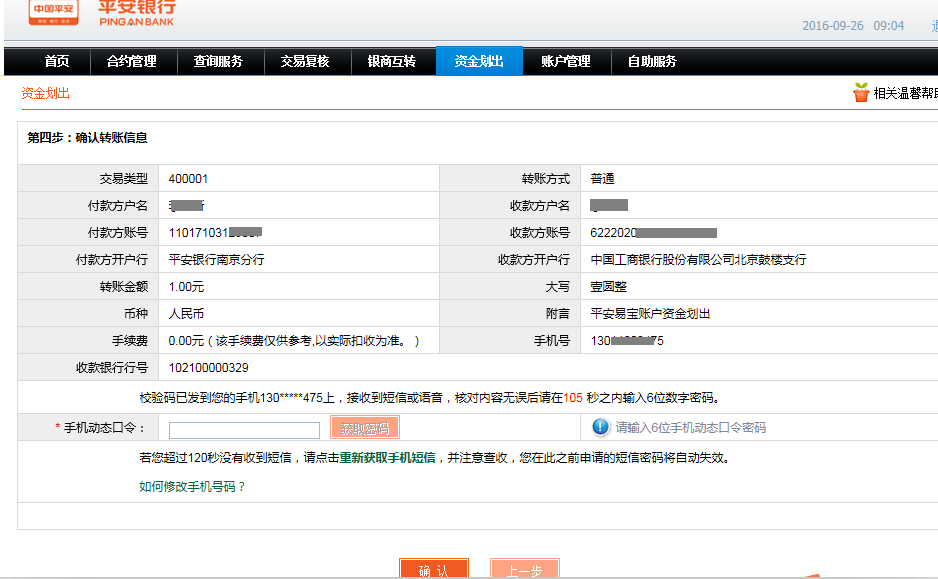 中国平安
保险·银行·投资
平安银行
PING AN BANK
2016-09-26 09:04
首页 合约管理 查询服务 交易复核 银商互转 资金划出 账户管理 自助服务
资金划出 相关温馨帮
第四步：确认转账信息
交易类型 400001 转账方式 普通
付款方户名 收款方户名
付款方账号 11017103 收款方账号 6222020
付款方开户行 平安银行南京分行 收款方开户行 中国工商银行股份有限公司北京鼓楼支行
转账金额 1.00元 大写 壹圆整
币种 人民币 附言 平安易宝账户资金划出
手续费 0.00元（该手续费仅供参考,以实际扣收为准。） 手机号 130 75
收款银行行号 102100000329
校验码已发到您的手机130*****475上，接收到短信或语音，核对内容无误后请在105 秒之内输入6位数字密码。
* 手机动态口令： 获取密码 请输入6位手机动态口令密码
若您超过120秒没有收到短信，请点击重新获取手机短信，并注意查收，您在此之前申请的短信密码将自动失效。
如何修改手机号码？
确 认 上一步